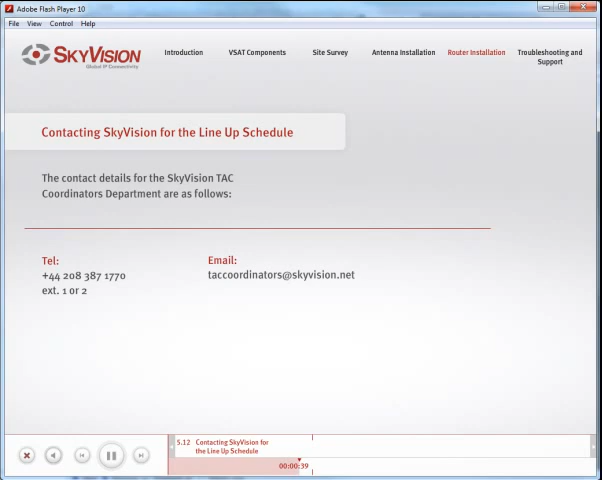 Adobe Flash Player 10
File View Control Help
SKYVISION
Global IP Connectivity
Introduction
VSAT Components
Site Survey
Antenna Installation
Router Installation
Troubleshooting and
Support
Contacting SkyVision for the Line Up Schedule
The contact details for the SkyVision TAC
Coordinators Department are as follows:
Tel:
+44 208 387 1770
ext. 1 or 2
Email:
taccoordinators@skyvision.net
5.12 Contacting SkyVision for
the Line Up Schedule
00:00:39